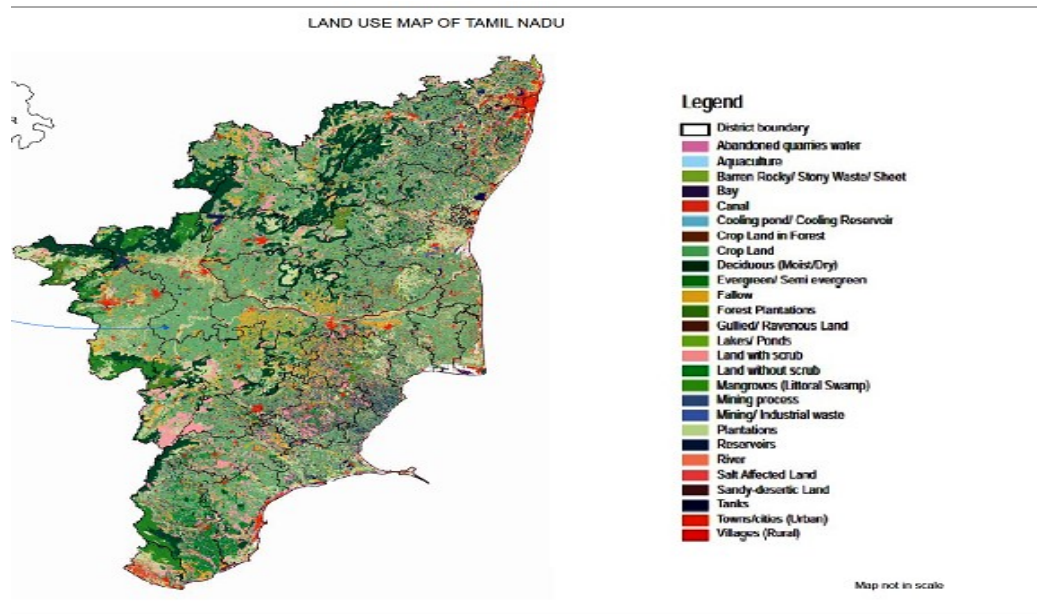 LAND USE MAP OF TAMIL NADU
Legend
District boundary
Abandoned quarries water
Aquaculture
Barren Rocky/ Stony Waste/ Sheet
Bay
Canal
Cooling pond/ Cooling Reservoir
Crop Land in Forest
Crop Land
Deciduous (Moist/Dry)
Evergreen/ Semi evergreen
Fallow
Forest Plantations
Gullied/ Ravenous Land
Lakes/ Ponds
Land with scrub
Land without scrub
Mangroves (Littoral Swamp)
Mining process
Mining/ Industrial waste
Plantations
Reservoirs
River
Salt Affected Land
Sandy-desertic Land
Tanks
Towns/cities (Urban)
Villages (Rural)
Map not in scale